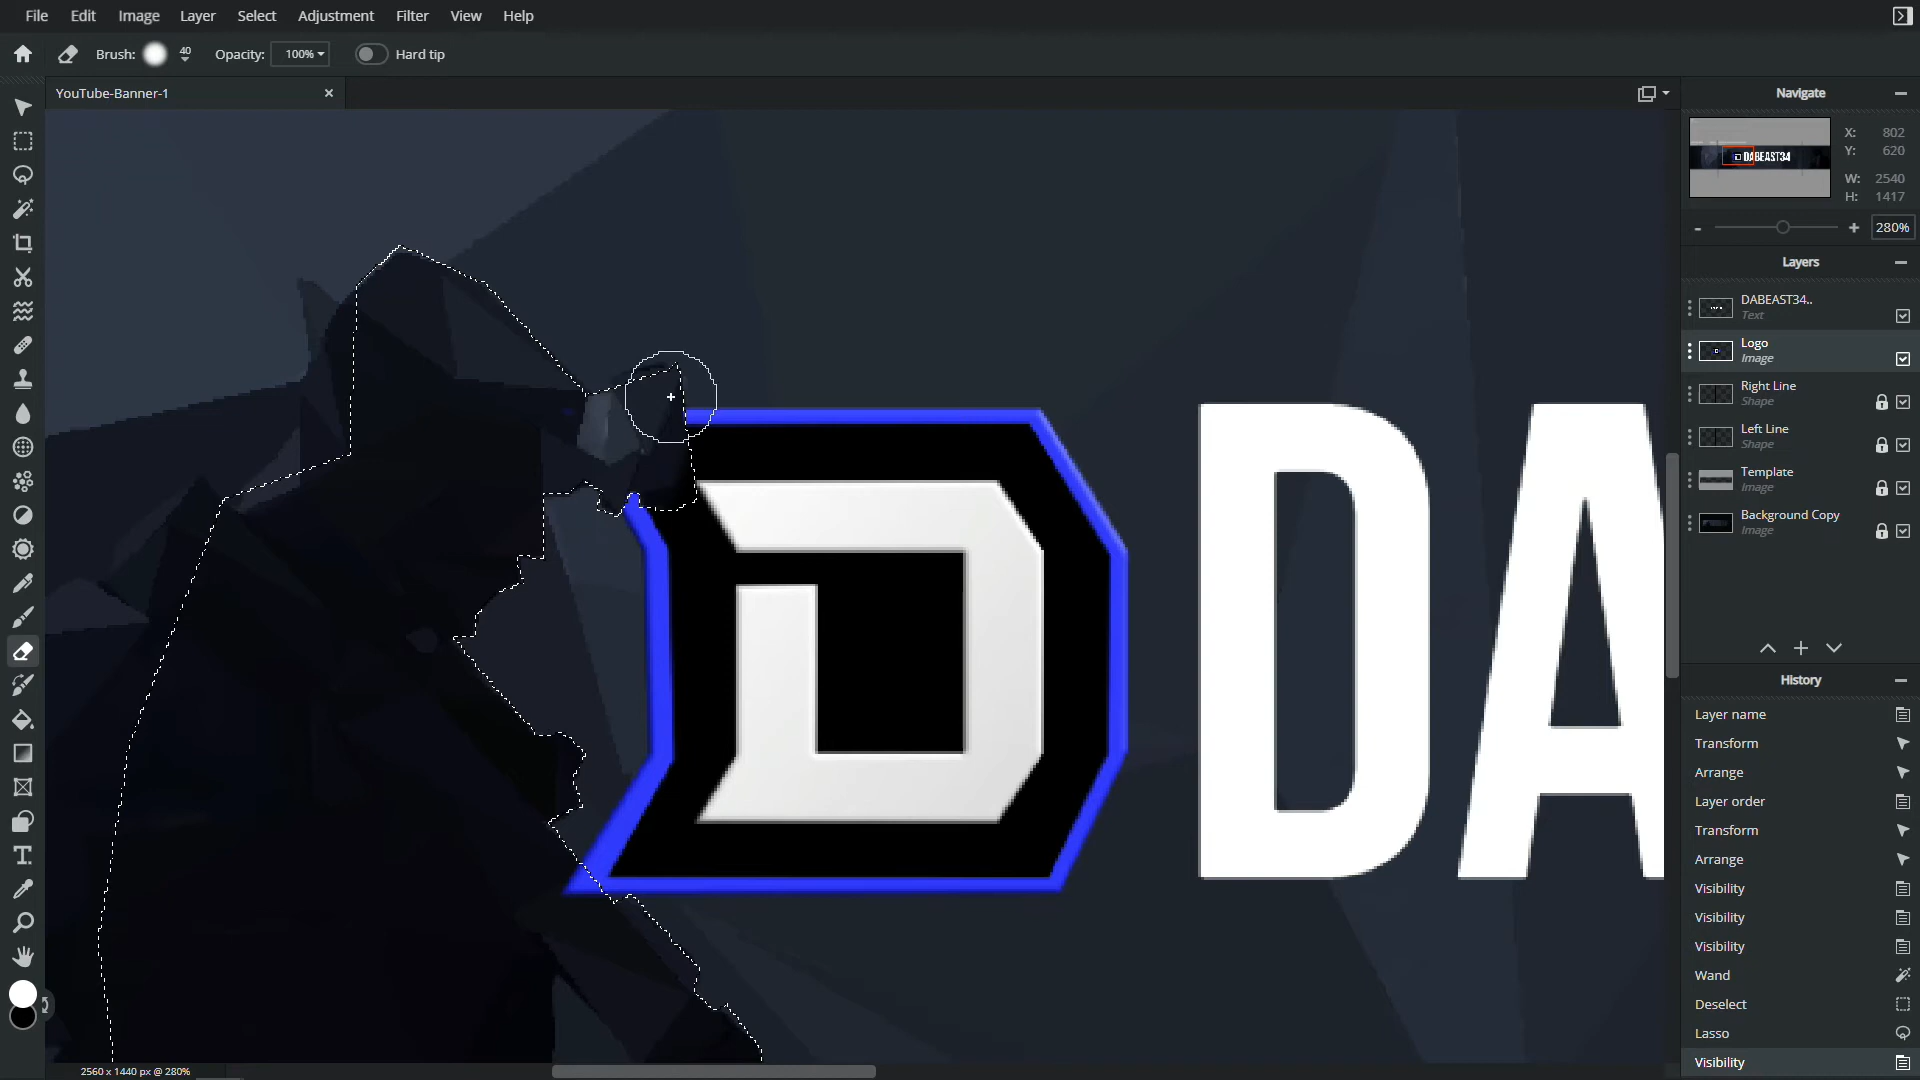 File Edit Image Layer Select Adjustment Filter View Help
Brush: 40 Opacity: 100% Hard tip
YouTube-Banner-1
D DA
2560 x 1440 px @ 280%
Navigate
DABEAST34
X: 802
Y: 620
W: 2540
H: 1417
280%
Layers
DABEAST34..
Text
Logo
Image
Right Line
Shape
Left Line
Shape
Template
Image
Background Copy
Image
History
Layer name
Transform
Arrange
Layer order
Transform
Arrange
Visibility
Visibility
Visibility
Wand
Deselect
Lasso
Visibility